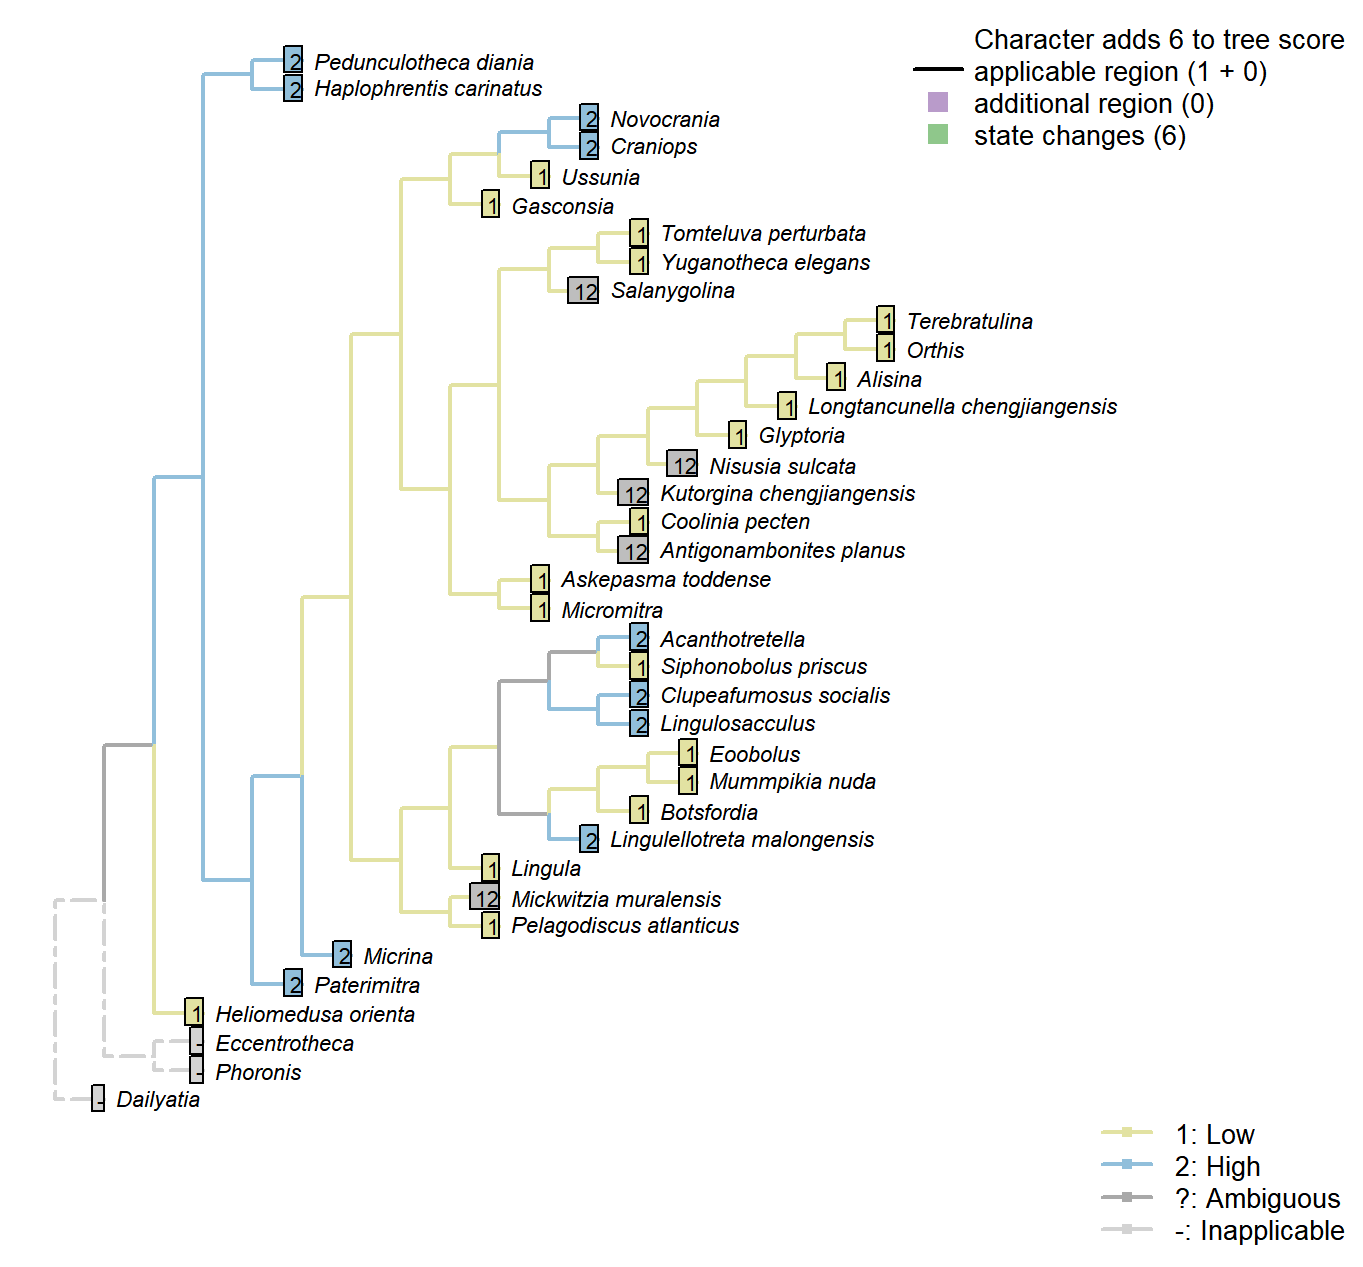 Character adds 6 to tree score
applicable region (1 + 0)
additional region (0)
state changes (6)
2 Pedunculotheca diania
2 Haplophrentis carinatus
2 Novocrania
2 Craniops
1 Ussunia
1 Gasconsia
1 Tomteluva perturbata
1 Yuganotheca elegans
12 Salanygolina
1 Terebratulina
1 Orthis
1 Alisina
1 Longtancunella chengjiangensis
1 Glyptoria
12 Nisusia sulcata
12 Kutorgina chengjiangensis
1 Coolinia pecten
12 Antigonambonites planus
1 Askepasma toddense
1 Micromitra
2 Acanthotretella
1 Siphonobolus priscus
2 Clupeafumosus socialis
2 Lingulosacculus
1 Eoobolus
1 Mummpikia nuda
1 Botsfordia
2 Lingulellotreta malongensis
1 Lingula
12 Mickwitzia muralensis
1 Pelagodiscus atlanticus
2 Micrina
2 Paterimitra
1 Heliomedusa orienta
- Eccentrotheca
- Phoronis
- Dailyatia
1: Low
2: High
?: Ambiguous
-: Inapplicable